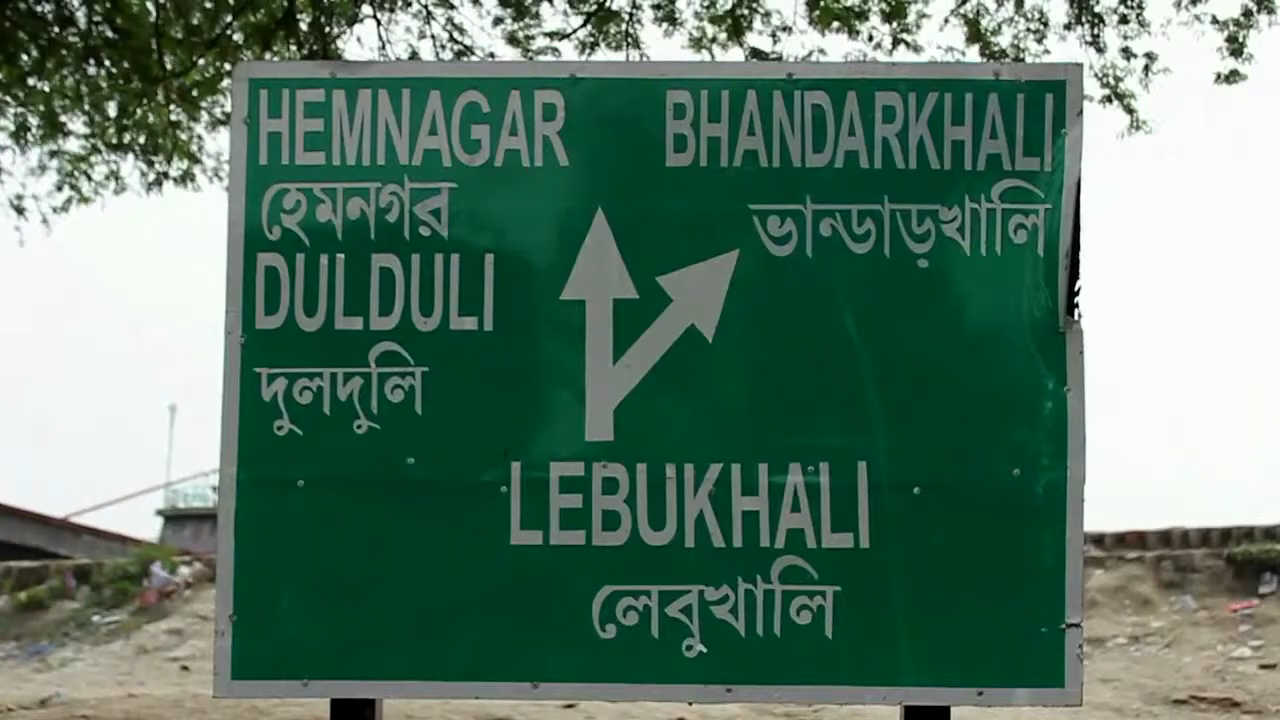 HEMNAGAR
হেমনগর
DULDULI
দুলদুলি
BHANDARKHALI
ভান্ডাড়খালি
LEBUKHALI
লেবুখালি